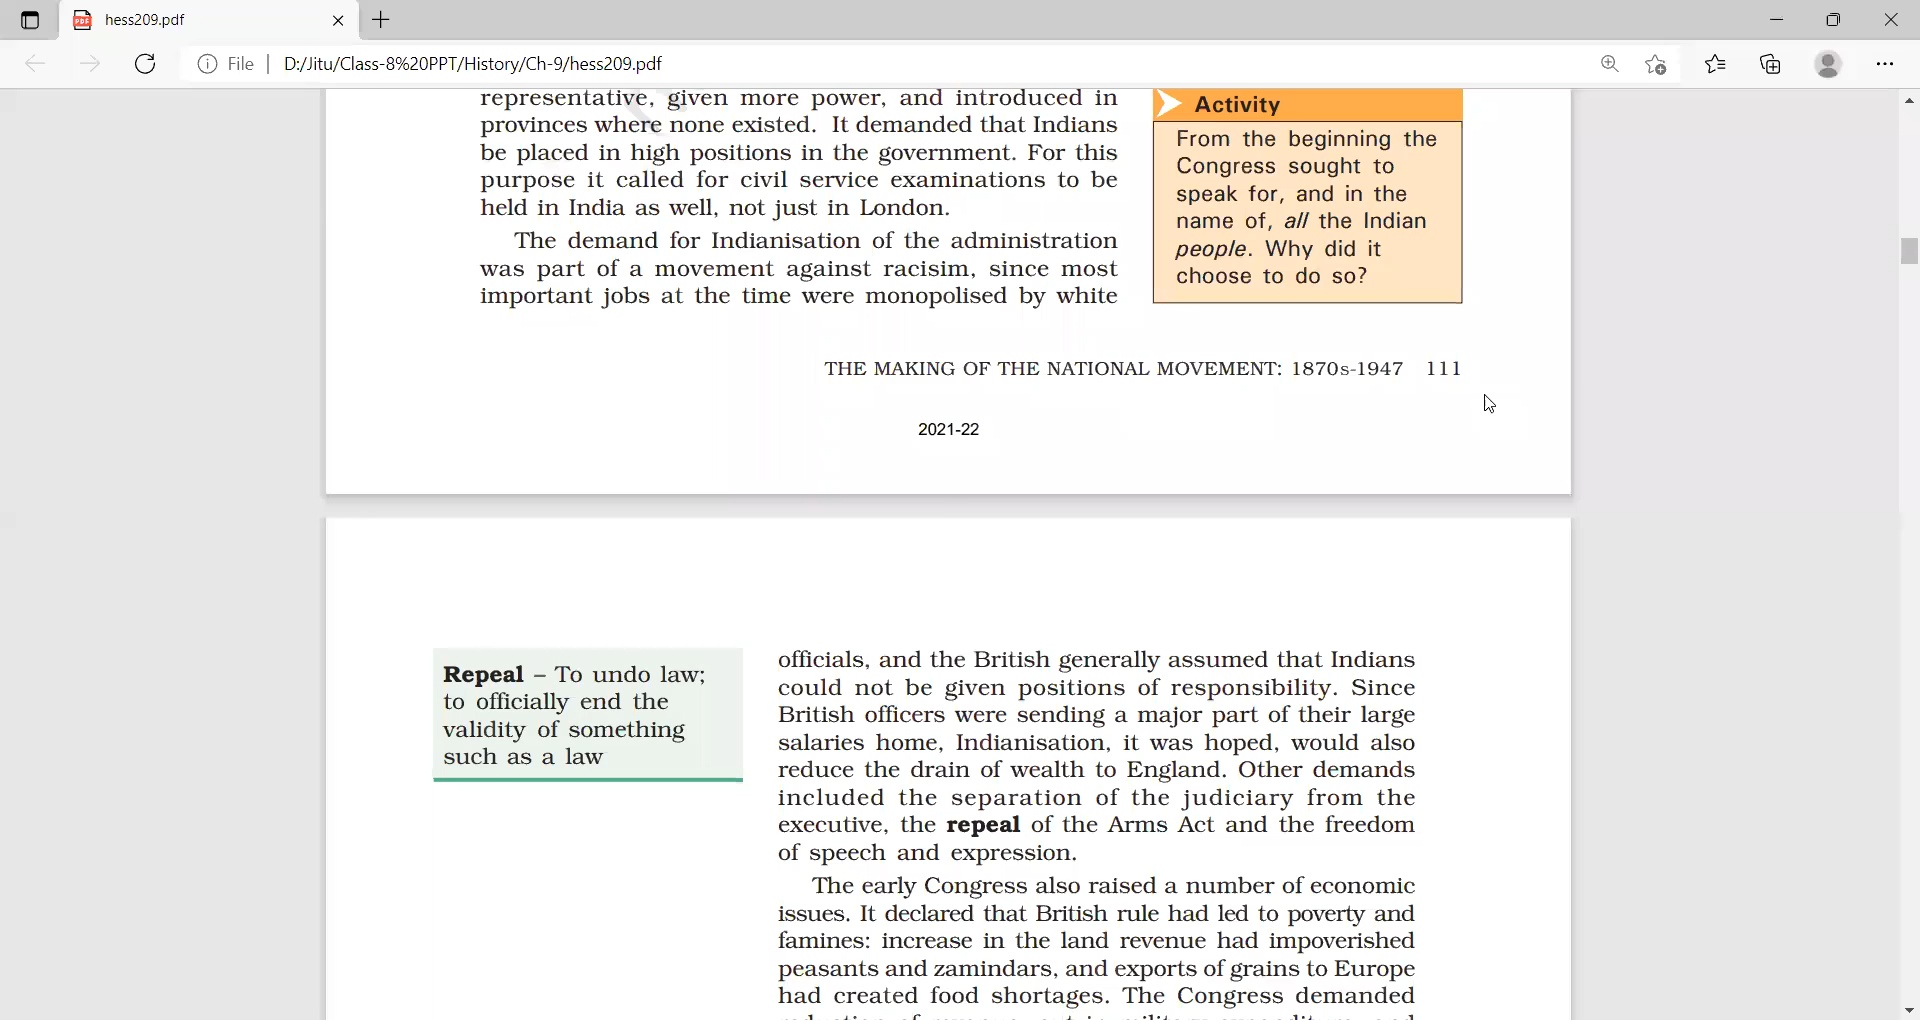 hess209.pdf
File
D:/Jitu/Class-8%20PPT/History/Ch-9/hess209.pdf
representative, given more power, and introduced in
provinces where none existed. It demanded that Indians
be placed in high positions in the government. For this
purpose it called for civil service examinations to be
held in India as well, not just in London.
The demand for Indianisation of the administration
was part of a movement against racisim, since most
important jobs at the time were monopolised by white
Activity
From the beginning the
Congress sought to
speak for, and in the
name of, all the Indian
people. Why did it
choose to do so?
THE MAKING OF THE NATIONAL MOVEMENT: 1870s-1947 111
2021-22
Repeal – To undo law;
to officially end the
validity of something
such as a law
officials, and the British generally assumed that Indians
could not be given positions of responsibility. Since
British officers were sending a major part of their large
salaries home, Indianisation, it was hoped, would also
reduce the drain of wealth to England. Other demands
included the separation of the judiciary from the
executive, the repeal of the Arms Act and the freedom
of speech and expression.
The early Congress also raised a number of economic
issues. It declared that British rule had led to poverty and
famines: increase in the land revenue had impoverished
peasants and zamindars, and exports of grains to Europe
had created food shortages. The Congress demanded